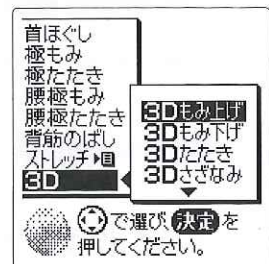 首ほぐし
極もみ
極たたき
腰極もみ
腰極たたき
背筋のばし
ストレッチ
3D
3Dもみ上げ
3Dもみ下げ
3Dたたき
3Dさざなみ
で選び、決定を
押してください。